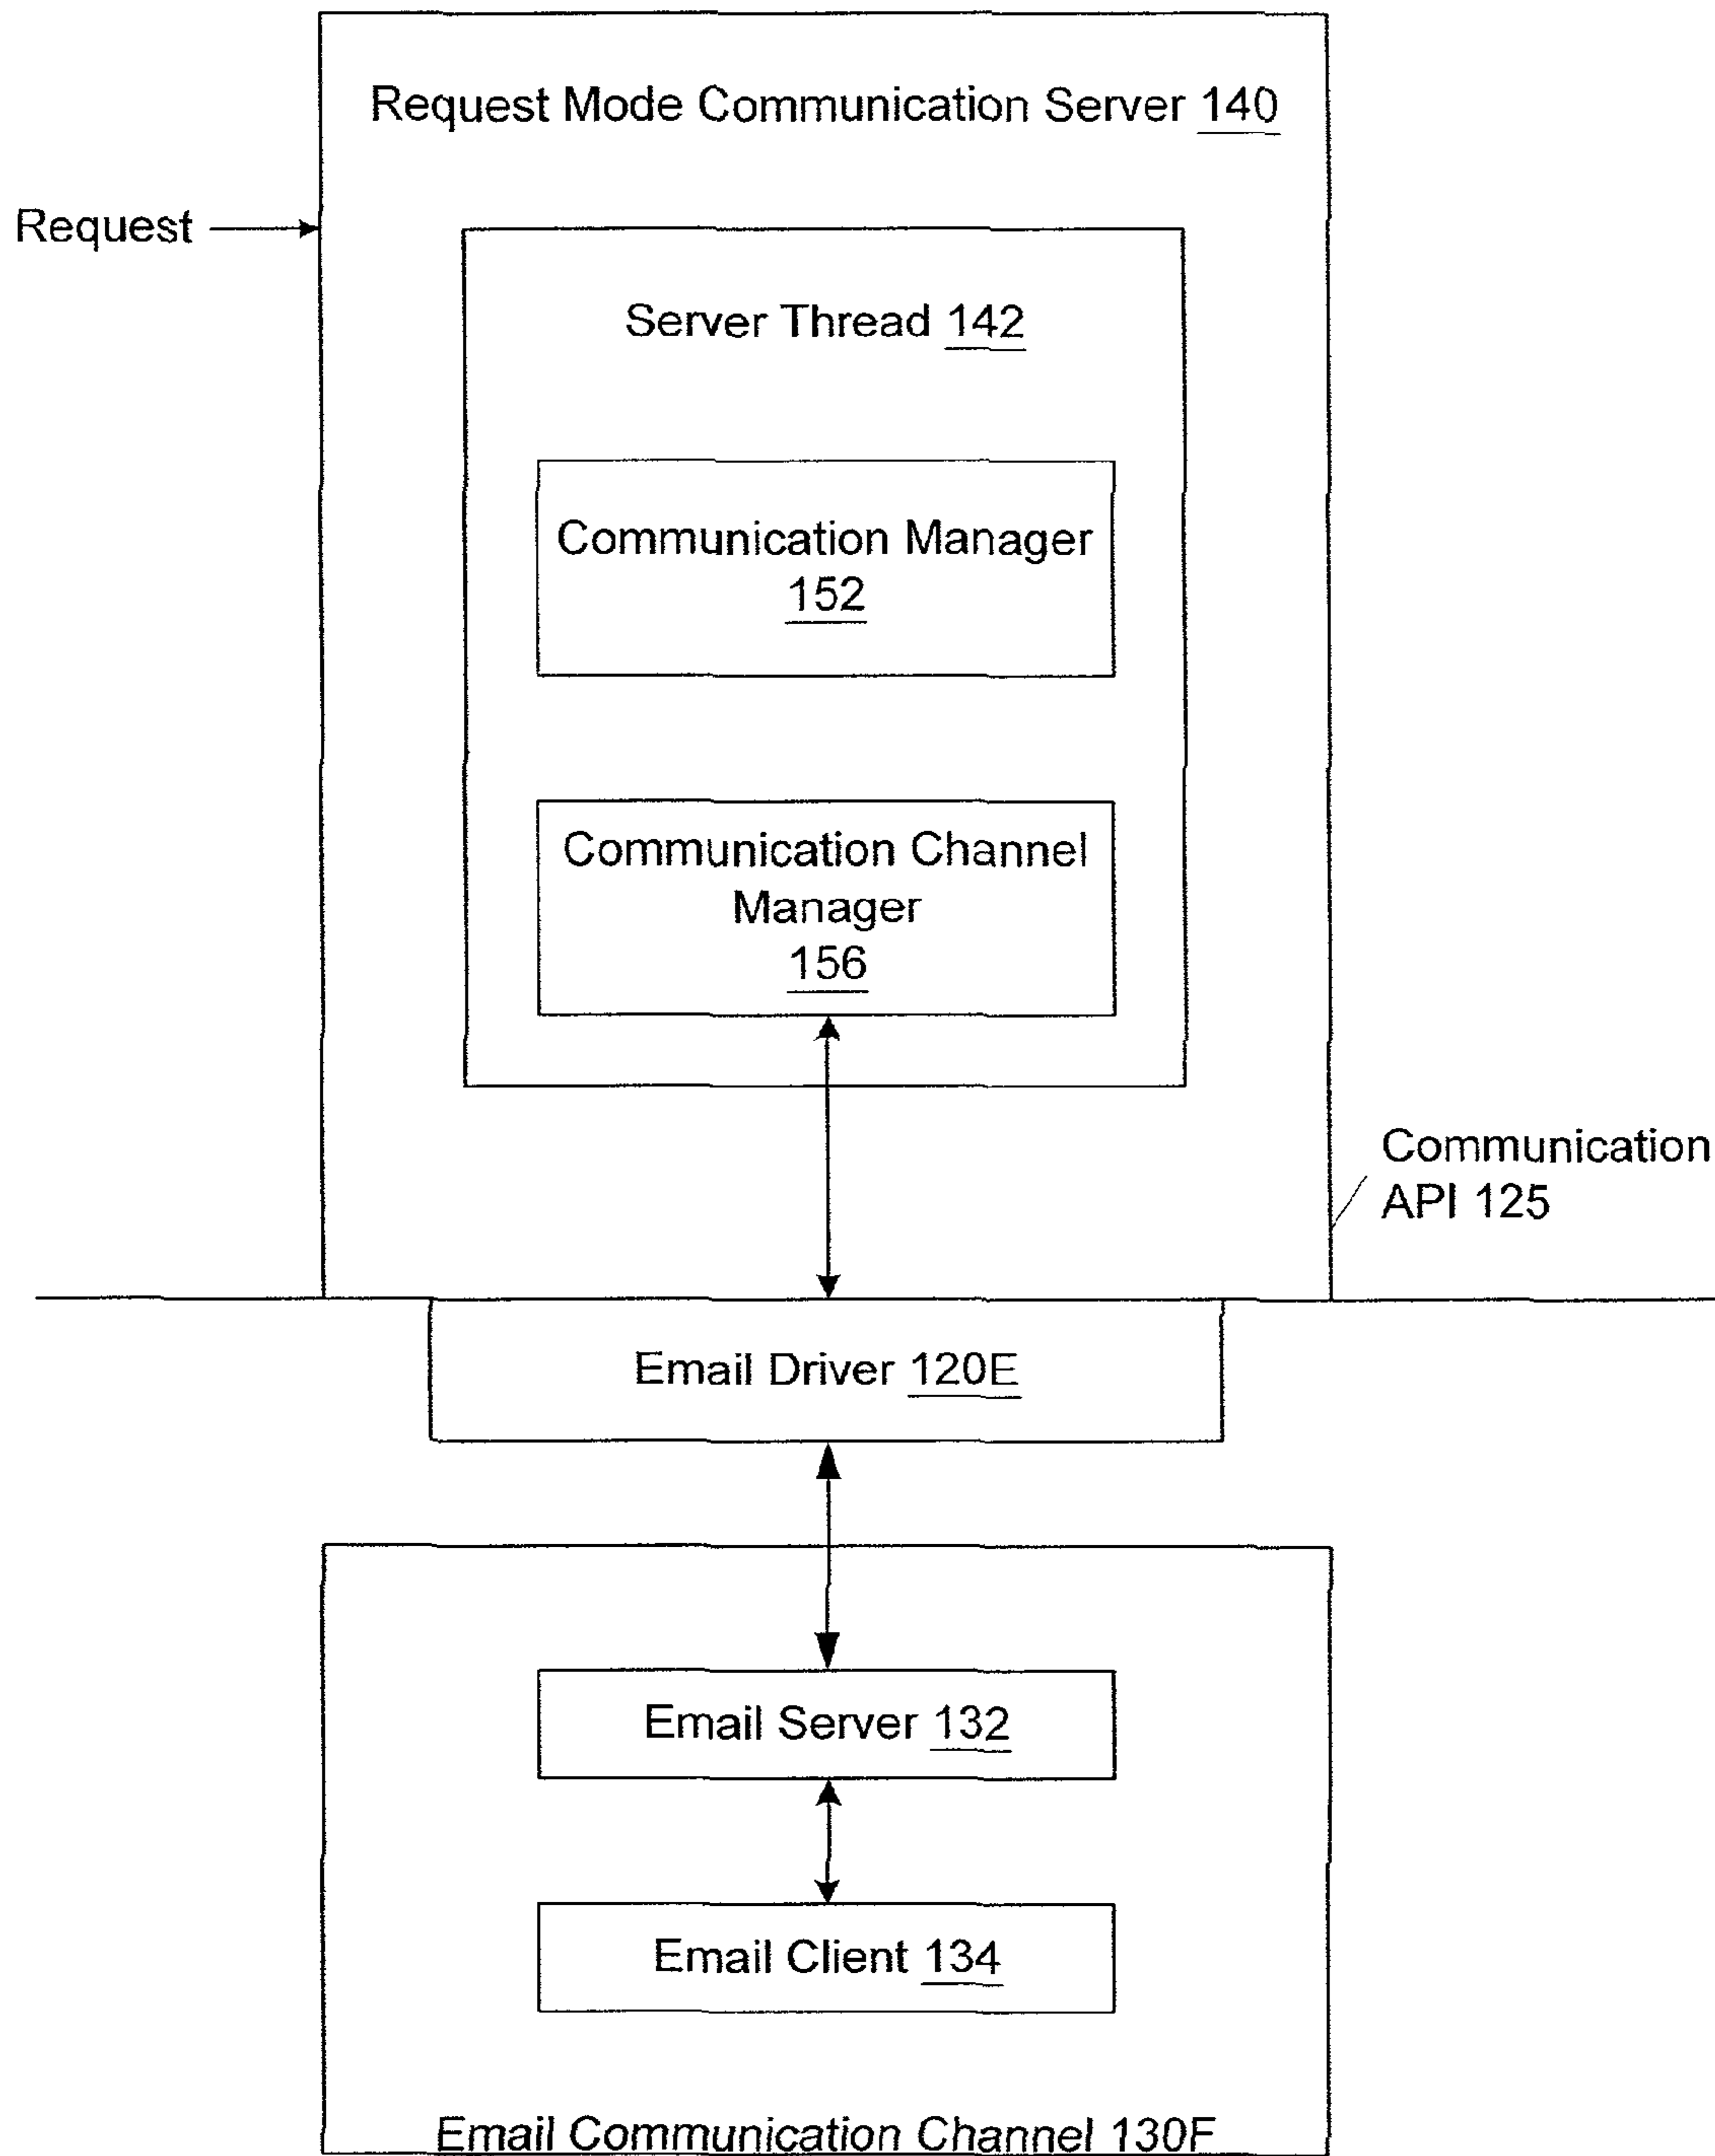 Request Mode Communication Server 140
Request
Server Thread 142
Communication Manager
152
Communication Channel
Manager
156
Communication
API 125
Email Driver 120E
Email Server 132
Email Client 134
Email Communication Channel 130F